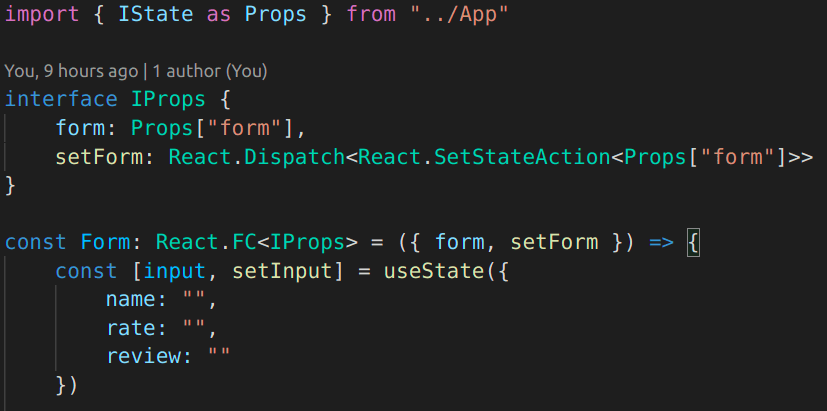 import { IState as Props } from "../App"
You, 9 hours ago | 1 author (You)
interface IProps {
    form: Props["form"],
    setForm: React.Dispatch<React.SetStateAction<Props["form"]>>
}
const Form: React.FC<IProps> = ({ form, setForm }) => {
    const [input, setInput] = useState({
        name: "",
        rate: "",
        review: ""
    })